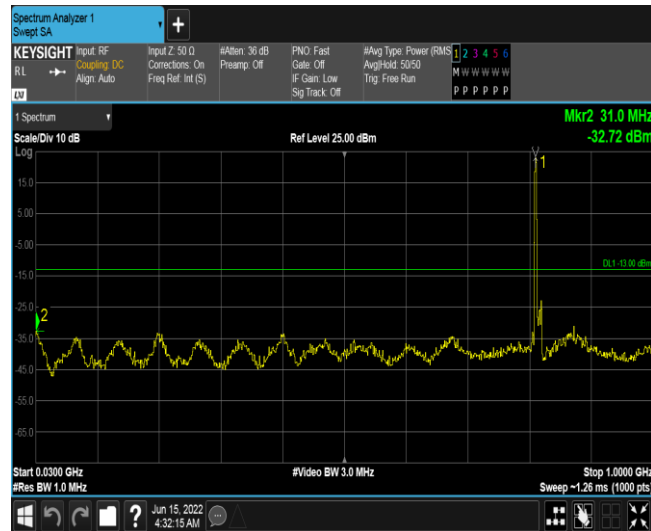 Spectrum Analyzer 1
Swept SA
+
KEYSIGHT
RL
LXI
Input: RF
Coupling: DC
Align: Auto
Input Z: 50 Ω
Corrections: On
Freq Ref: Int (S)
#Atten: 36 dB
Preamp: Off
PNO: Fast
Gate: Off
IF Gain: Low
Sig Track: Off
#Avg Type: Power (RMS
Avg|Hold: 50/50
Trig: Free Run
1 2 3 4 5 6
M W W W W W
P P P P P P
1 Spectrum
Mkr2 31.0 MHz
Scale/Div 10 dB
Ref Level 25.00 dBm
-32.72 dBm
Log
1
15.0
5.00
-5.00
DL1 -13.00 dBm
-15.0
-25.0
2
-35.0
-45.0
-55.0
-65.0
Start 0.0300 GHz
#Video BW 3.0 MHz
Stop 1.0000 GHz
#Res BW 1.0 MHz
Sweep ~1.26 ms (1000 pts)
?
Jun 15, 2022
4:32:15 AM